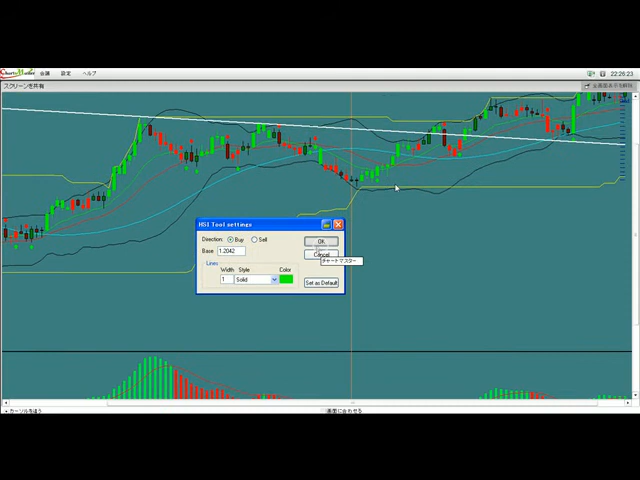 会議 設定 ヘルプ 22:26:23
スクリーンを共有
HSI Tool settings
Direction: Buy Sell OK
Base 1.2042 Cancel
チャートマスター
Lines
Width Style Color
1 Solid Set as Default
カーソルを追う 画面に合わせる